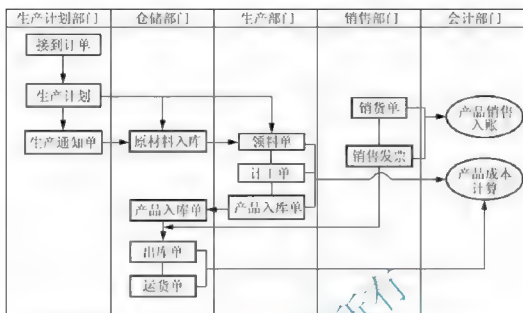 生产计划部门 仓储部门 生产部门 销售部门 会计部门
接到订单
生产计划
销货单
产品销售
入账
生产通知单 原材料入库 领料单
销售发票
计工单
产品成本
计算
产品入库单 产品入库单
出库单
运货单